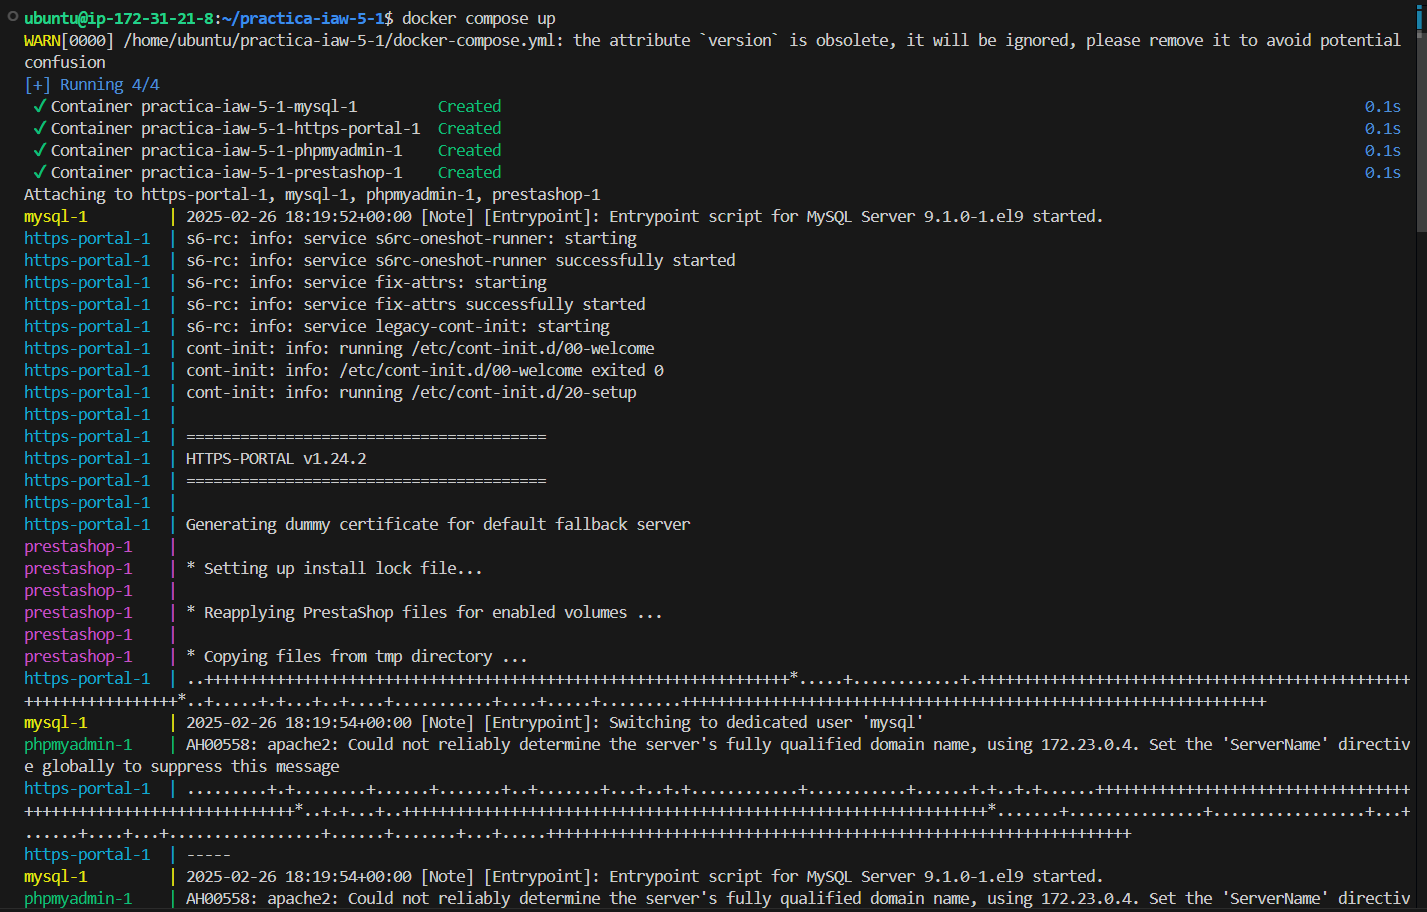 ubuntu@ip-172-31-21-8:~/practica-iaw-5-1$ docker compose up
WARN[0000] /home/ubuntu/practica-iaw-5-1/docker-compose.yml: the attribute `version` is obsolete, it will be ignored, please remove it to avoid potential
confusion
[+] Running 4/4
✓ Container practica-iaw-5-1-mysql-1 Created 0.1s
✓ Container practica-iaw-5-1-https-portal-1 Created 0.1s
✓ Container practica-iaw-5-1-phpmyadmin-1 Created 0.1s
✓ Container practica-iaw-5-1-prestashop-1 Created 0.1s
Attaching to https-portal-1, mysql-1, phpmyadmin-1, prestashop-1
mysql-1 | 2025-02-26 18:19:52+00:00 [Note] [Entrypoint]: Entrypoint script for MySQL Server 9.1.0-1.el9 started.
https-portal-1 | s6-rc: info: service s6rc-oneshot-runner: starting
https-portal-1 | s6-rc: info: service s6rc-oneshot-runner successfully started
https-portal-1 | s6-rc: info: service fix-attrs: starting
https-portal-1 | s6-rc: info: service fix-attrs successfully started
https-portal-1 | s6-rc: info: service legacy-cont-init: starting
https-portal-1 | cont-init: info: running /etc/cont-init.d/00-welcome
https-portal-1 | cont-init: info: /etc/cont-init.d/00-welcome exited 0
https-portal-1 | cont-init: info: running /etc/cont-init.d/20-setup
https-portal-1 |
https-portal-1 | ========================================
https-portal-1 | HTTPS-PORTAL v1.24.2
https-portal-1 | ========================================
https-portal-1 |
https-portal-1 | Generating dummy certificate for default fallback server
prestashop-1 |
prestashop-1 | * Setting up install lock file...
prestashop-1 |
prestashop-1 | * Reapplying PrestaShop files for enabled volumes ...
prestashop-1 |
prestashop-1 | * Copying files from tmp directory ...
https-portal-1 | ..+++++++++++++++++++++++++++++++++++++++++++++++++++++++++++++++++*.....+............+.++++++++++++++++++++++++++++++++++++++++++++++++
+++++++++++++++++*..+.....+.+...+..+....+...........+....+.....+.........+++++++++++++++++++++++++++++++++++++++++++++++++++++++++++++++++
mysql-1 | 2025-02-26 18:19:54+00:00 [Note] [Entrypoint]: Switching to dedicated user 'mysql'
phpmyadmin-1 | AH00558: apache2: Could not reliably determine the server's fully qualified domain name, using 172.23.0.4. Set the 'ServerName' directiv
e globally to suppress this message
https-portal-1 | .........+.+........+......+.......+..+.......+...+..+.+............+..........+......+.+..+.+......+++++++++++++++++++++++++++++++++++
++++++++++++++++++++++++++++++*..+.+...+..+++++++++++++++++++++++++++++++++++++++++++++++++++++++++++++++++*.......+...............+.................+...+
......+....+...+.................+......+.......+...+.....+++++++++++++++++++++++++++++++++++++++++++++++++++++++++++++++++
https-portal-1 | -----
mysql-1 | 2025-02-26 18:19:54+00:00 [Note] [Entrypoint]: Entrypoint script for MySQL Server 9.1.0-1.el9 started.
phpmyadmin-1 | AH00558: apache2: Could not reliably determine the server's fully qualified domain name, using 172.23.0.4. Set the 'ServerName' directiv